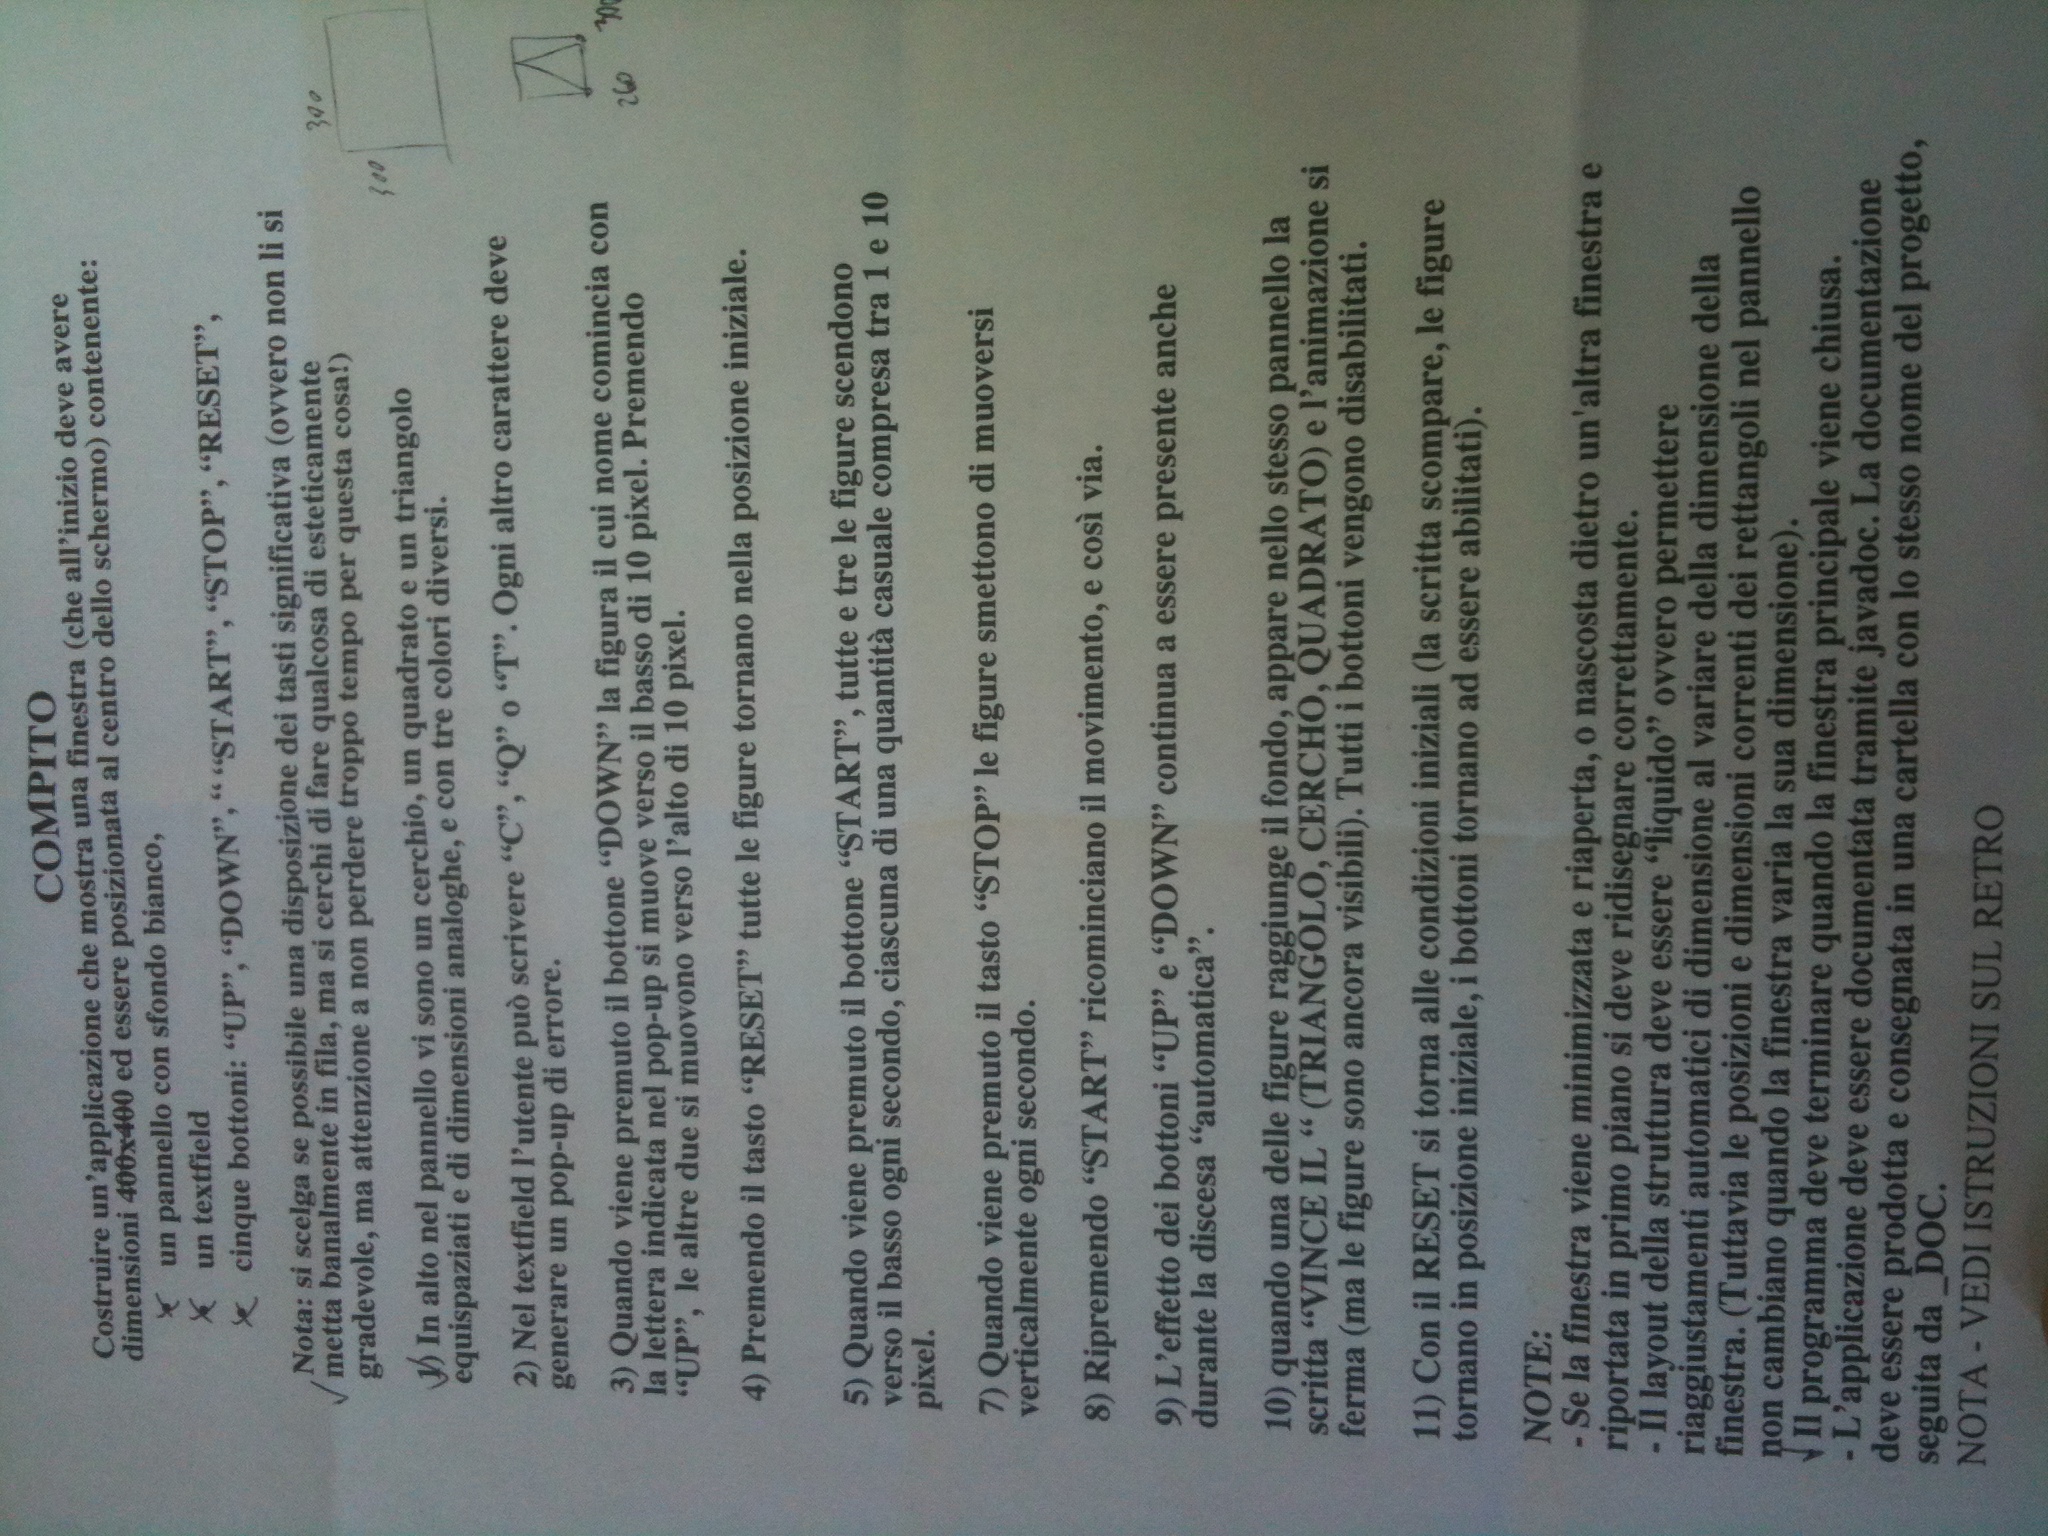 COMPITO
Costruire un'applicazione che mostra una finestra (che all'inizio deve avere
dimensioni 400x400 ed essere posizionata al centro dello schermo) contenente:
un pannello con sfondo bianco,
un textfield
cinque bottoni: “UP”, “DOWN”, “ “START”, “STOP”, “RESET”,
Nota: si scelga se possibile una disposizione dei tasti significativa (ovvero non li si
metta banalmente in fila, ma si cerchi di fare qualcosa di esteticamente
gradevole, ma attenzione a non perdere troppo tempo per questa cosa!)
300
300
1) In alto nel pannello vi sono un cerchio, un quadrato e un triangolo
equispaziati e di dimensioni analoghe, e con tre colori diversi.
2) Nel textfield l'utente può scrivere “C”, “Q” o “T”. Ogni altro carattere deve
generare un pop-up di errore.
3) Quando viene premuto il bottone “DOWN” la figura il cui nome comincia con
la lettera indicata nel pop-up si muove verso il basso di 10 pixel. Premendo
“UP”, le altre due si muovono verso l'alto di 10 pixel.
260
300
4) Premendo il tasto “RESET” tutte le figure tornano nella posizione iniziale.
5) Quando viene premuto il bottone “START”, tutte e tre le figure scendono
verso il basso ogni secondo, ciascuna di una quantità casuale compresa tra 1 e 10
pixel.
7) Quando viene premuto il tasto “STOP” le figure smettono di muoversi
verticalmente ogni secondo.
8) Ripremendo “START” ricominciano il movimento, e così via.
9) L'effetto dei bottoni “UP” e “DOWN” continua a essere presente anche
durante la discesa “automatica”.
10) quando una delle figure raggiunge il fondo, appare nello stesso pannello la
scritta “VINCE IL “ (TRIANGOLO, CERCHO, QUADRATO) e l'animazione si
ferma (ma le figure sono ancora visibili). Tutti i bottoni vengono disabilitati.
11) Con il RESET si torna alle condizioni iniziali (la scritta scompare, le figure
tornano in posizione iniziale, i bottoni tornano ad essere abilitati).
NOTE:
- Se la finestra viene minimizzata e riaperta, o nascosta dietro un'altra finestra e
riportata in primo piano si deve ridisegnare correttamente.
- Il layout della struttura deve essere “liquido” ovvero permettere
riaggiustamenti automatici di dimensione al variare della dimensione della
finestra. (Tuttavia le posizioni e dimensioni correnti dei rettangoli nel pannello
non cambiano quando la finestra varia la sua dimensione).
Il programma deve terminare quando la finestra principale viene chiusa.
- L'applicazione deve essere documentata tramite javadoc. La documentazione
deve essere prodotta e consegnata in una cartella con lo stesso nome del progetto,
seguita da _DOC.
NOTA - VEDI ISTRUZIONI SUL RETRO